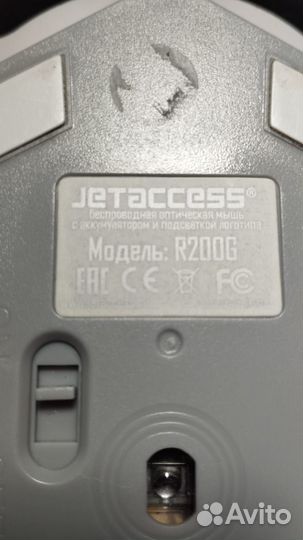 JETACCESS®
беспроводная оптическая мышь
с аккумулятором и подсветкой логотипа
Модель: R200G
EAC CE FC
Avito